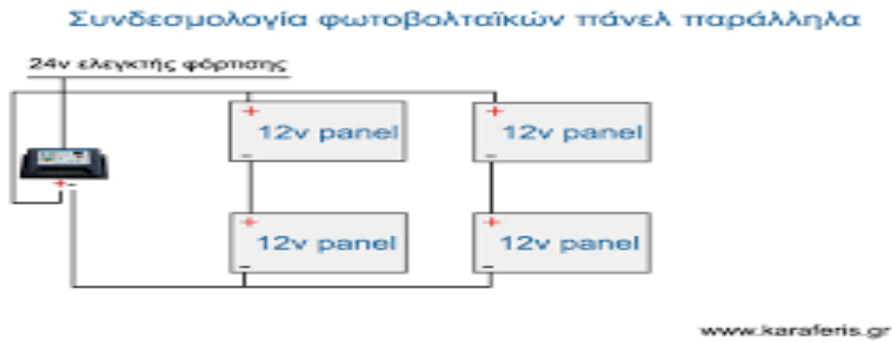 Συνδεσμολογία φωτοβολταϊκών πάνελ παράλληλα
24v ελεγκτής φόρτισης
+
12v panel
-
+
12v panel
-
+ -
+
12v panel
-
+
12v panel
-
www.karaferis.gr